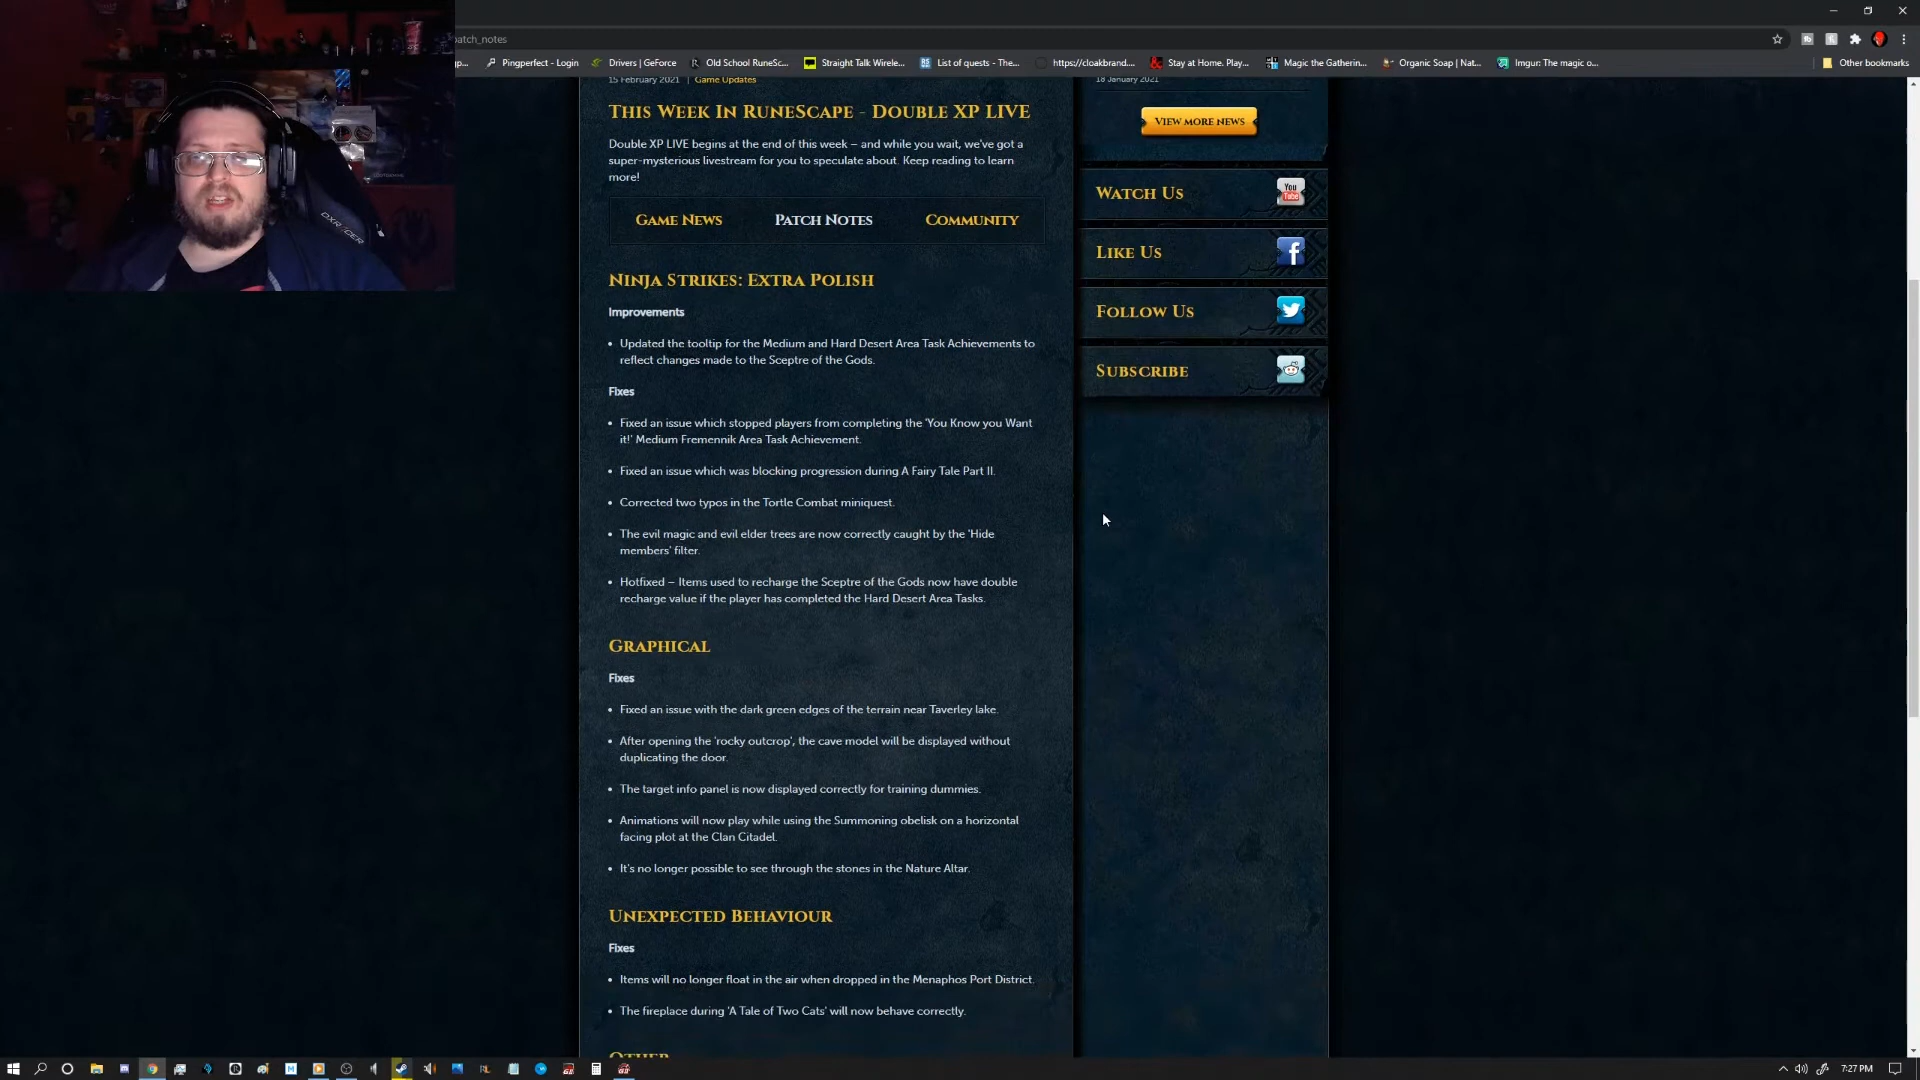 atch_notes
gp...
Pingperfect - Login
Drivers | GeForce
Old School RuneSc...
Straight Talk Wirele...
List of quests - The...
https://cloakbrand....
Stay at Home. Play...
Magic the Gatherin...
Organic Soap | Nat...
Imgur: The magic o...
Other bookmarks
15 February 2021 | Game Updates
This Week In RuneScape - Double XP LIVE
Double XP LIVE begins at the end of this week – and while you wait, we've got a
super-mysterious livestream for you to speculate about. Keep reading to learn
more!
Game News
Patch Notes
Community
Ninja Strikes: Extra Polish
Improvements
• Updated the tooltip for the Medium and Hard Desert Area Task Achievements to
reflect changes made to the Sceptre of the Gods.
Fixes
• Fixed an issue which stopped players from completing the 'You Know you Want
it!' Medium Fremennik Area Task Achievement.
• Fixed an issue which was blocking progression during A Fairy Tale Part II.
• Corrected two typos in the Tortle Combat miniquest.
• The evil magic and evil elder trees are now correctly caught by the 'Hide
members' filter.
• Hotfixed – Items used to recharge the Sceptre of the Gods now have double
recharge value if the player has completed the Hard Desert Area Tasks.
Graphical
Fixes
• Fixed an issue with the dark green edges of the terrain near Taverley lake.
• After opening the 'rocky outcrop', the cave model will be displayed without
duplicating the door.
• The target info panel is now displayed correctly for training dummies.
• Animations will now play while using the Summoning obelisk on a horizontal
facing plot at the Clan Citadel.
• It's no longer possible to see through the stones in the Nature Altar.
Unexpected Behaviour
Fixes
• Items will no longer float in the air when dropped in the Menaphos Port District.
• The fireplace during 'A Tale of Two Cats' will now behave correctly.
Other
18 January 2021
View more news
Watch Us
You
Tube
Like Us
Follow Us
Subscribe
DXRACER
7:27 PM